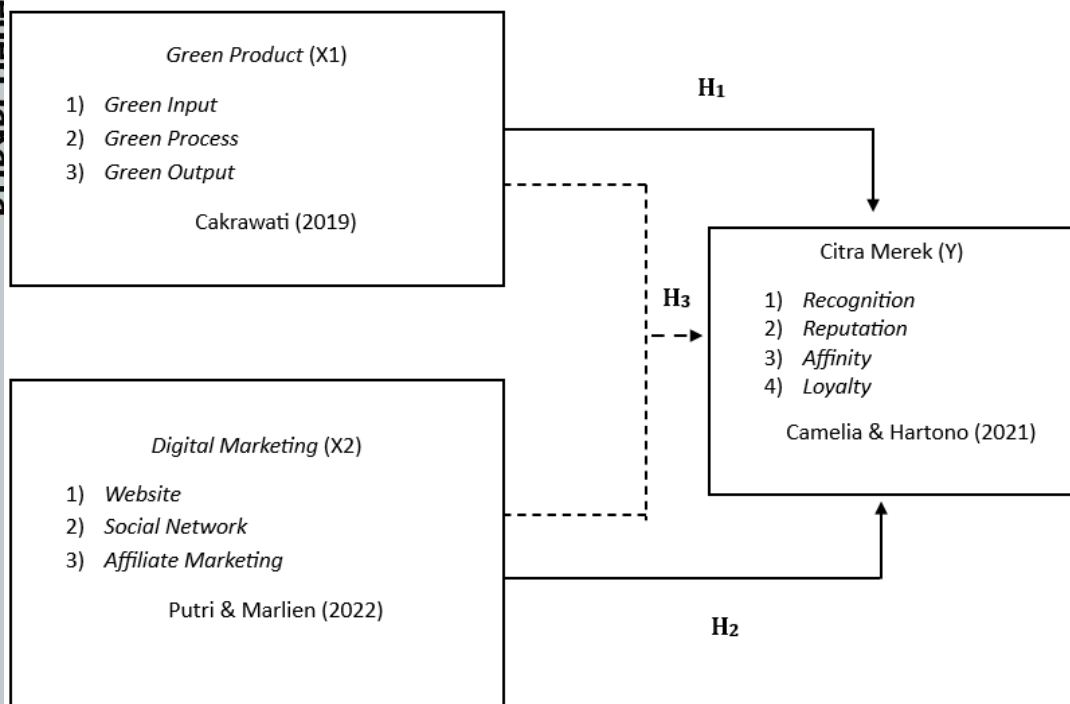 Green Product (X1)
1) Green Input
2) Green Process
3) Green Output
Cakrawati (2019)
H1
H3
Citra Merek (Y)
1) Recognition
2) Reputation
3) Affinity
4) Loyalty
Camelia & Hartono (2021)
Digital Marketing (X2)
1) Website
2) Social Network
3) Affiliate Marketing
Putri & Marlien (2022)
H2